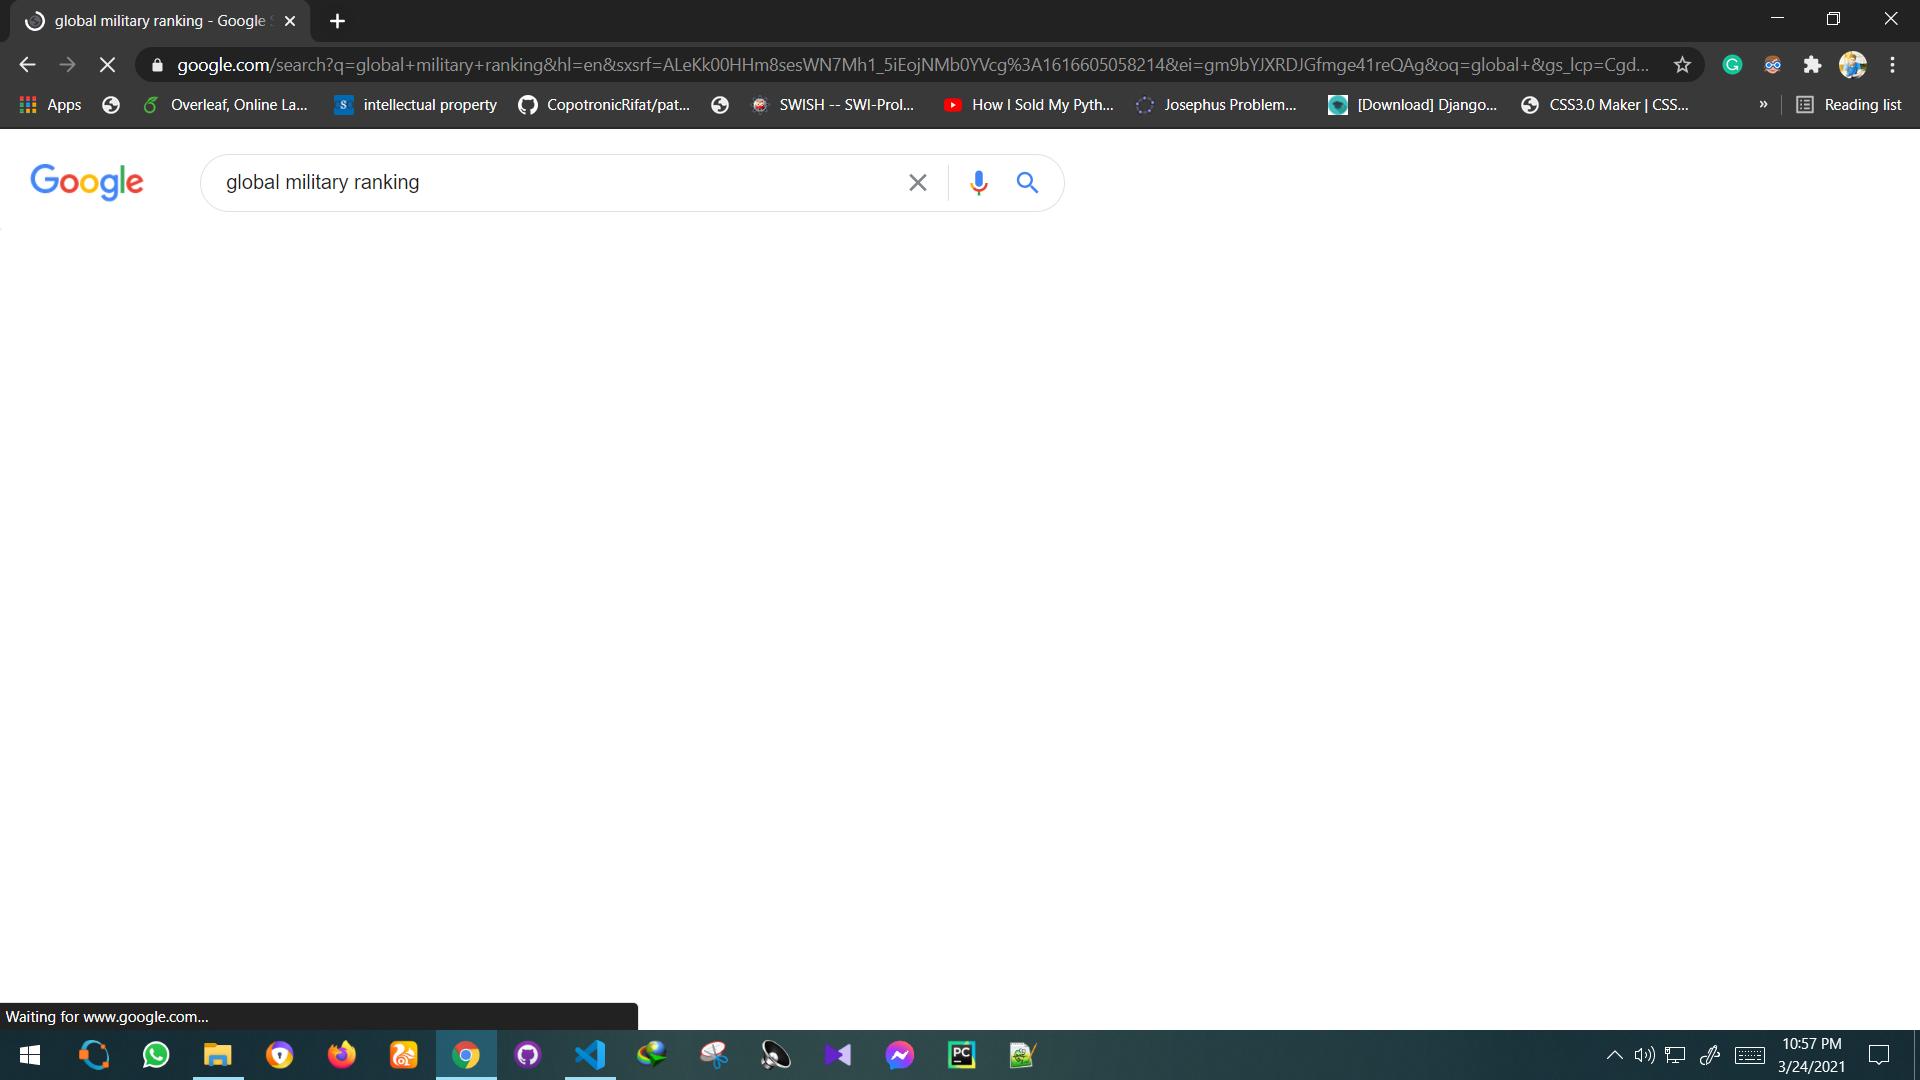 global military ranking - Google
google.com/search?q=global+military+ranking&hl=en&sxsrf=ALeKk00HHm8sesWN7Mh1_5iEojNMb0YVcg%3A1616605058214&ei=gm9bYJXRDJGfmge41reQAg&oq=global+&gs_lcp=Cgd...
Apps Overleaf, Online La... S intellectual property CopotronicRifat/pat... SWISH -- SWI-Prol... How I Sold My Pyth... Josephus Problem... [Download] Django... CSS3.0 Maker | CSS... » Reading list
Google global military ranking
Waiting for www.google.com...
PC 10:57 PM
3/24/2021